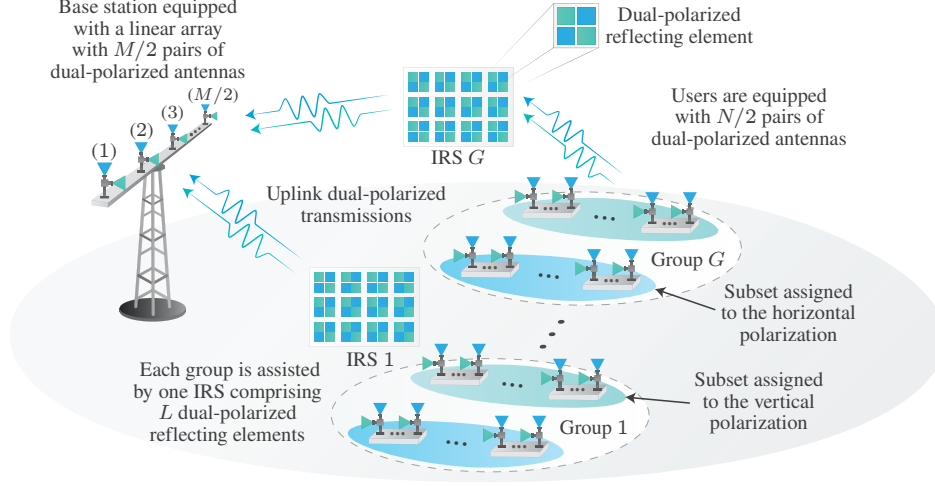 Base station equipped
with a linear array
with M/2 pairs of
dual-polarized antennas
Dual-polarized
reflecting element
(1)
(2)
(3)
(M/2)
IRS G
Users are equipped
with N/2 pairs of
dual-polarized antennas
Uplink dual-polarized
transmissions
Group G
Subset assigned
to the horizontal
polarization
IRS 1
Each group is assisted
by one IRS comprising
L dual-polarized
reflecting elements
Subset assigned
to the vertical
polarization
Group 1